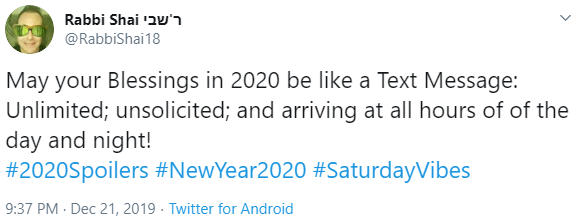 Rabbi Shai ר'שבי
@RabbiShai18
May your Blessings in 2020 be like a Text Message:
Unlimited; unsolicited; and arriving at all hours of of the
day and night!
#2020Spoilers #NewYear2020 #SaturdayVibes
9:37 PM · Dec 21, 2019 · Twitter for Android